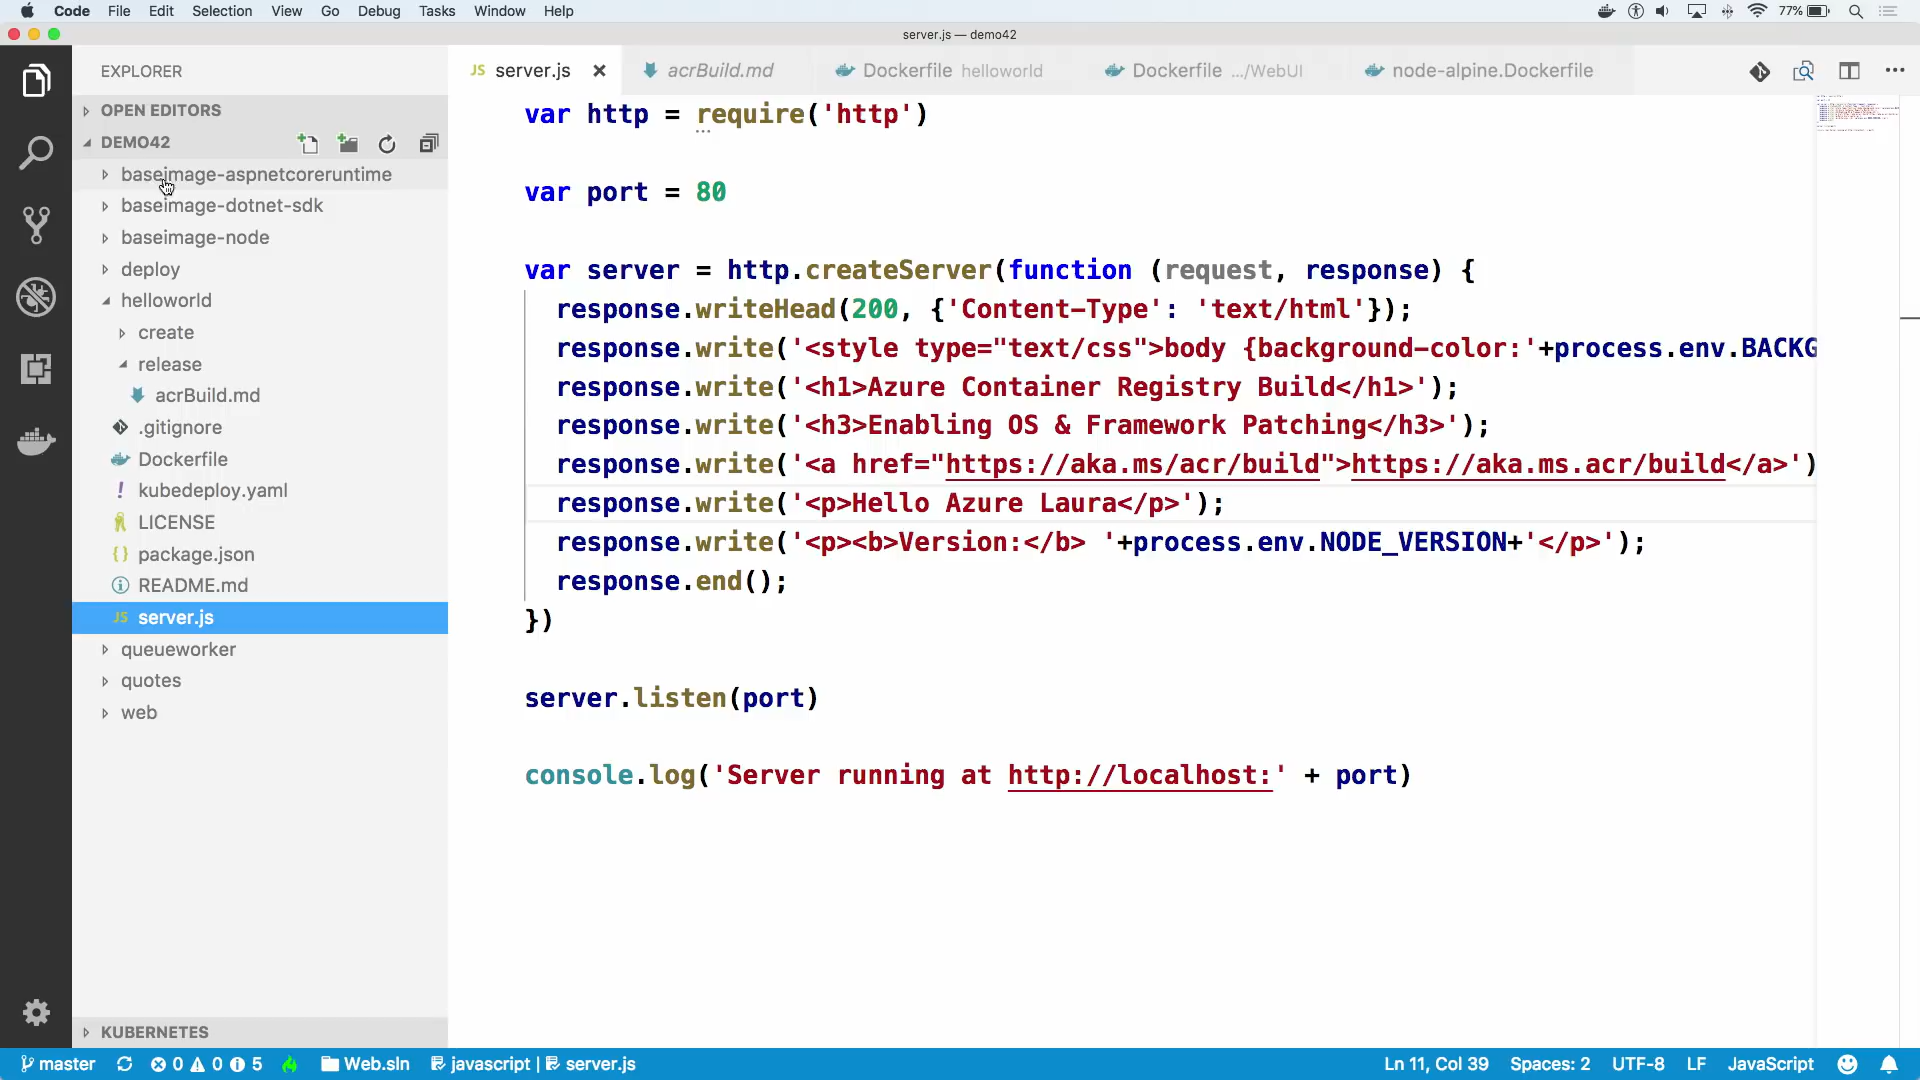 Code File Edit Selection View Go Debug Tasks Window Help 77%
server.js — demo42
EXPLORER
JS server.js acrBuild.md Dockerfile helloworld Dockerfile .../WebUI node-alpine.Dockerfile
OPEN EDITORS
DEMO42
baseimage-aspnetcoreruntime
baseimage-dotnet-sdk
baseimage-node
deploy
helloworld
create
release
acrBuild.md
.gitignore
Dockerfile
kubedeploy.yaml
LICENSE
package.json
README.md
JS server.js
queueworker
quotes
web
KUBERNETES
var http = require('http')
var port = 80
var server = http.createServer(function (request, response) {
response.writeHead(200, {'Content-Type': 'text/html'});
response.write('<style type="text/css">body {background-color:'+process.env.BACKG
response.write('<h1>Azure Container Registry Build</h1>');
response.write('<h3>Enabling OS & Framework Patching</h3>');
response.write('<a href="https://aka.ms/acr/build">https://aka.ms.acr/build</a>')
response.write('<p>Hello Azure Laura</p>');
response.write('<p><b>Version:</b> '+process.env.NODE_VERSION+'</p>');
response.end();
})
server.listen(port)
console.log('Server running at http://localhost:' + port)
master 0 0 5 Web.sln javascript | server.js Ln 11, Col 39 Spaces: 2 UTF-8 LF JavaScript